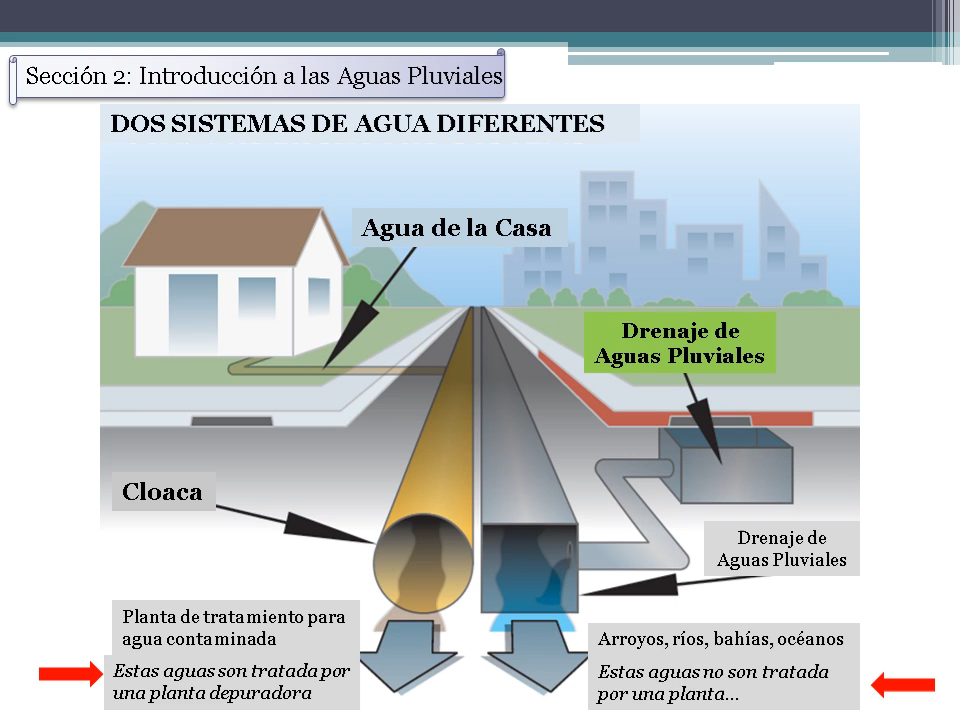 Sección 2: Introducción a las Aguas Pluviales
DOS SISTEMAS DE AGUA DIFERENTES
Agua de la Casa
Drenaje de
Aguas Pluviales
Cloaca
Drenaje de
Aguas Pluviales
Planta de tratamiento para
agua contaminada
Estas aguas son tratada por
una planta depuradora
Arroyos, ríos, bahías, océanos
Estas aguas no son tratada
por una planta...